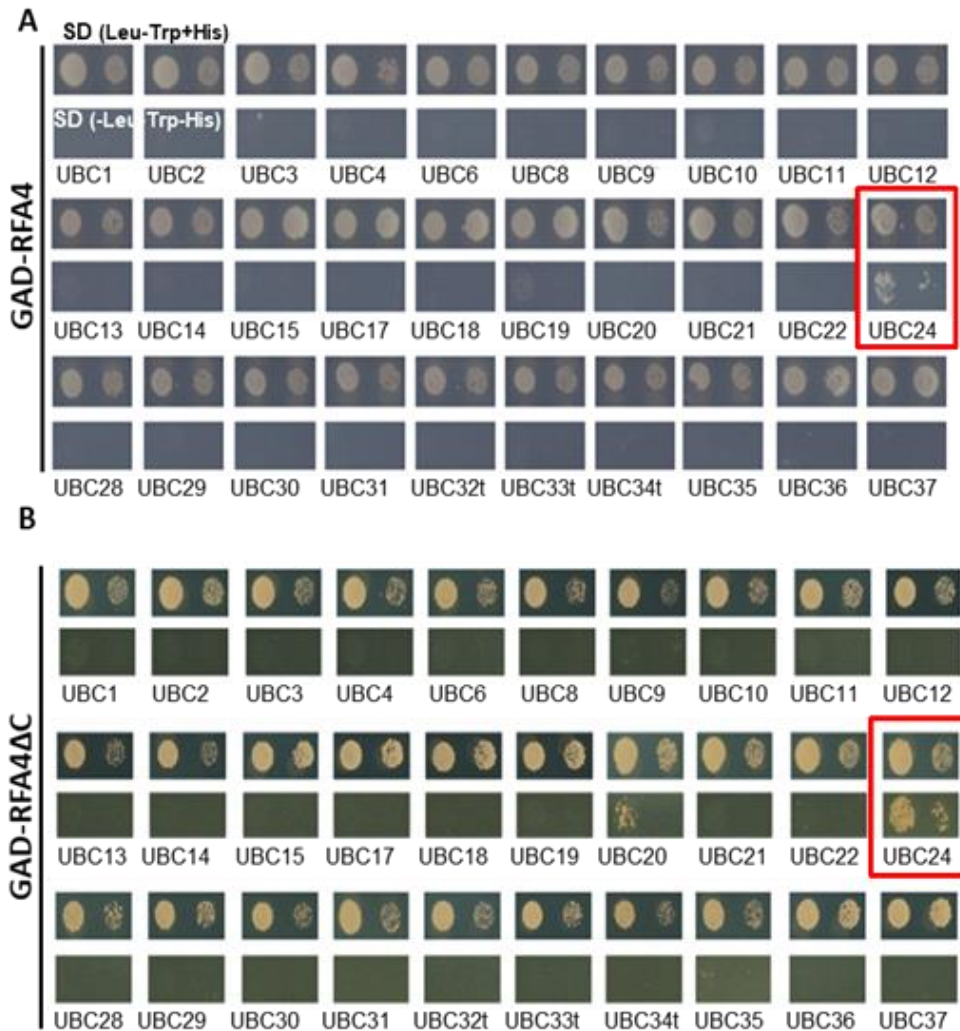 A
SD (Leu-Trp+His)
SD (-Leu-Trp-His)
GAD-RFA4
UBC1 UBC2 UBC3 UBC4 UBC6 UBC8 UBC9 UBC10 UBC11 UBC12
UBC13 UBC14 UBC15 UBC17 UBC18 UBC19 UBC20 UBC21 UBC22 UBC24
UBC28 UBC29 UBC30 UBC31 UBC32t UBC33t UBC34t UBC35 UBC36 UBC37
B
GAD-RFA4ΔC
UBC1 UBC2 UBC3 UBC4 UBC6 UBC8 UBC9 UBC10 UBC11 UBC12
UBC13 UBC14 UBC15 UBC17 UBC18 UBC19 UBC20 UBC21 UBC22 UBC24
UBC28 UBC29 UBC30 UBC31 UBC32t UBC33t UBC34t UBC35 UBC36 UBC37